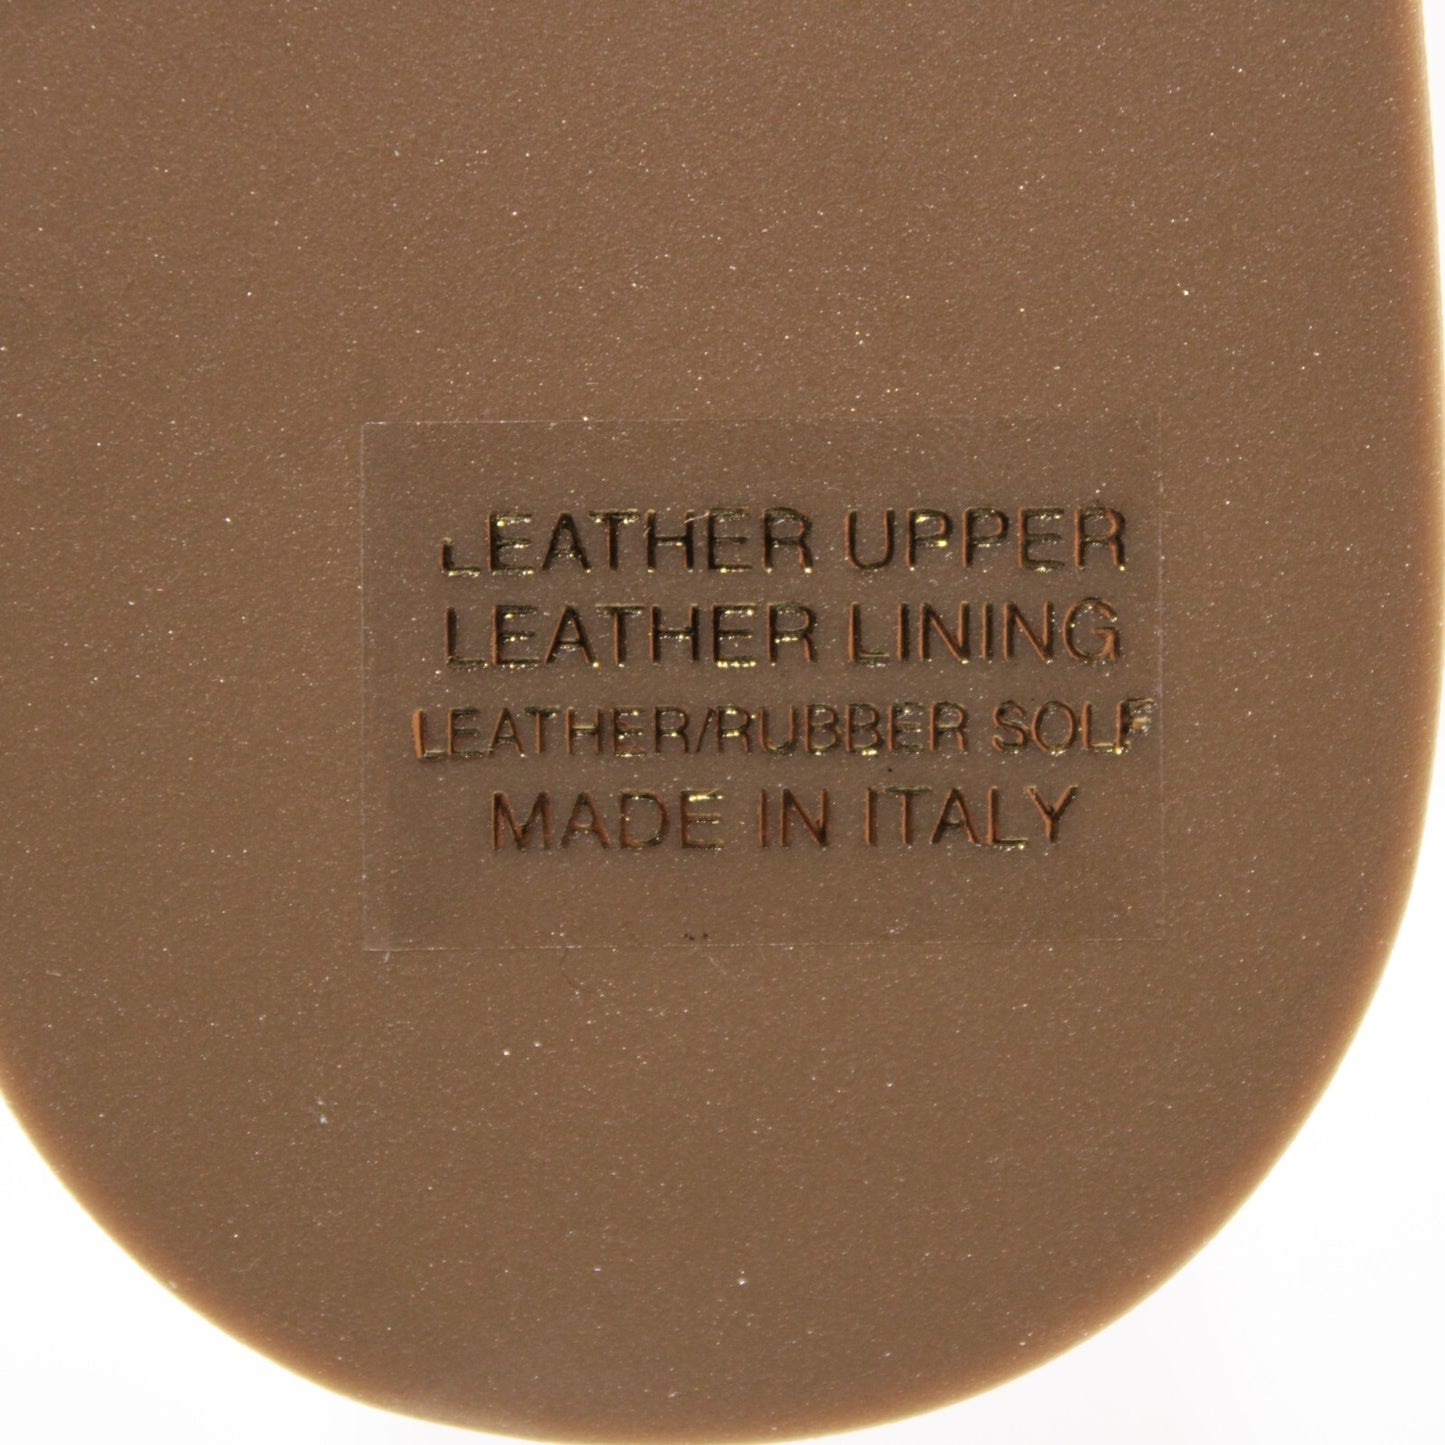 LEATHER UPPER
LEATHER LINING
LEATHER/RUBBER SOLE
MADE IN ITALY